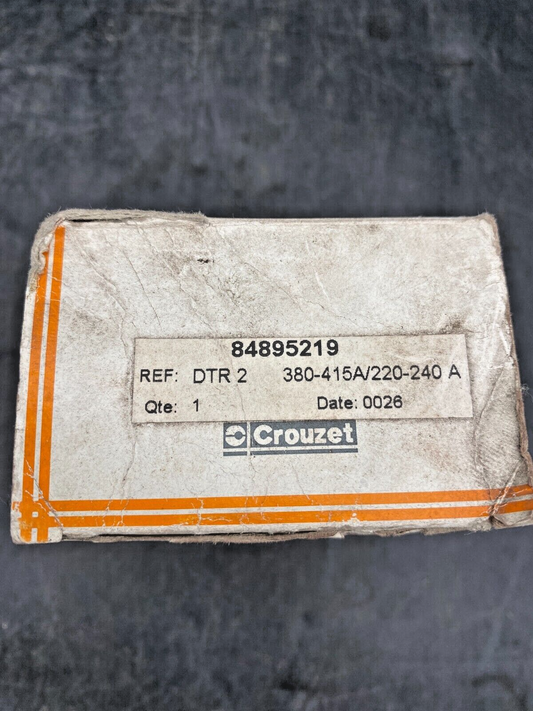 84895219
REF: DTR 2 380-415A/220-240 A
Qte: 1 Date: 0026
Crouzet